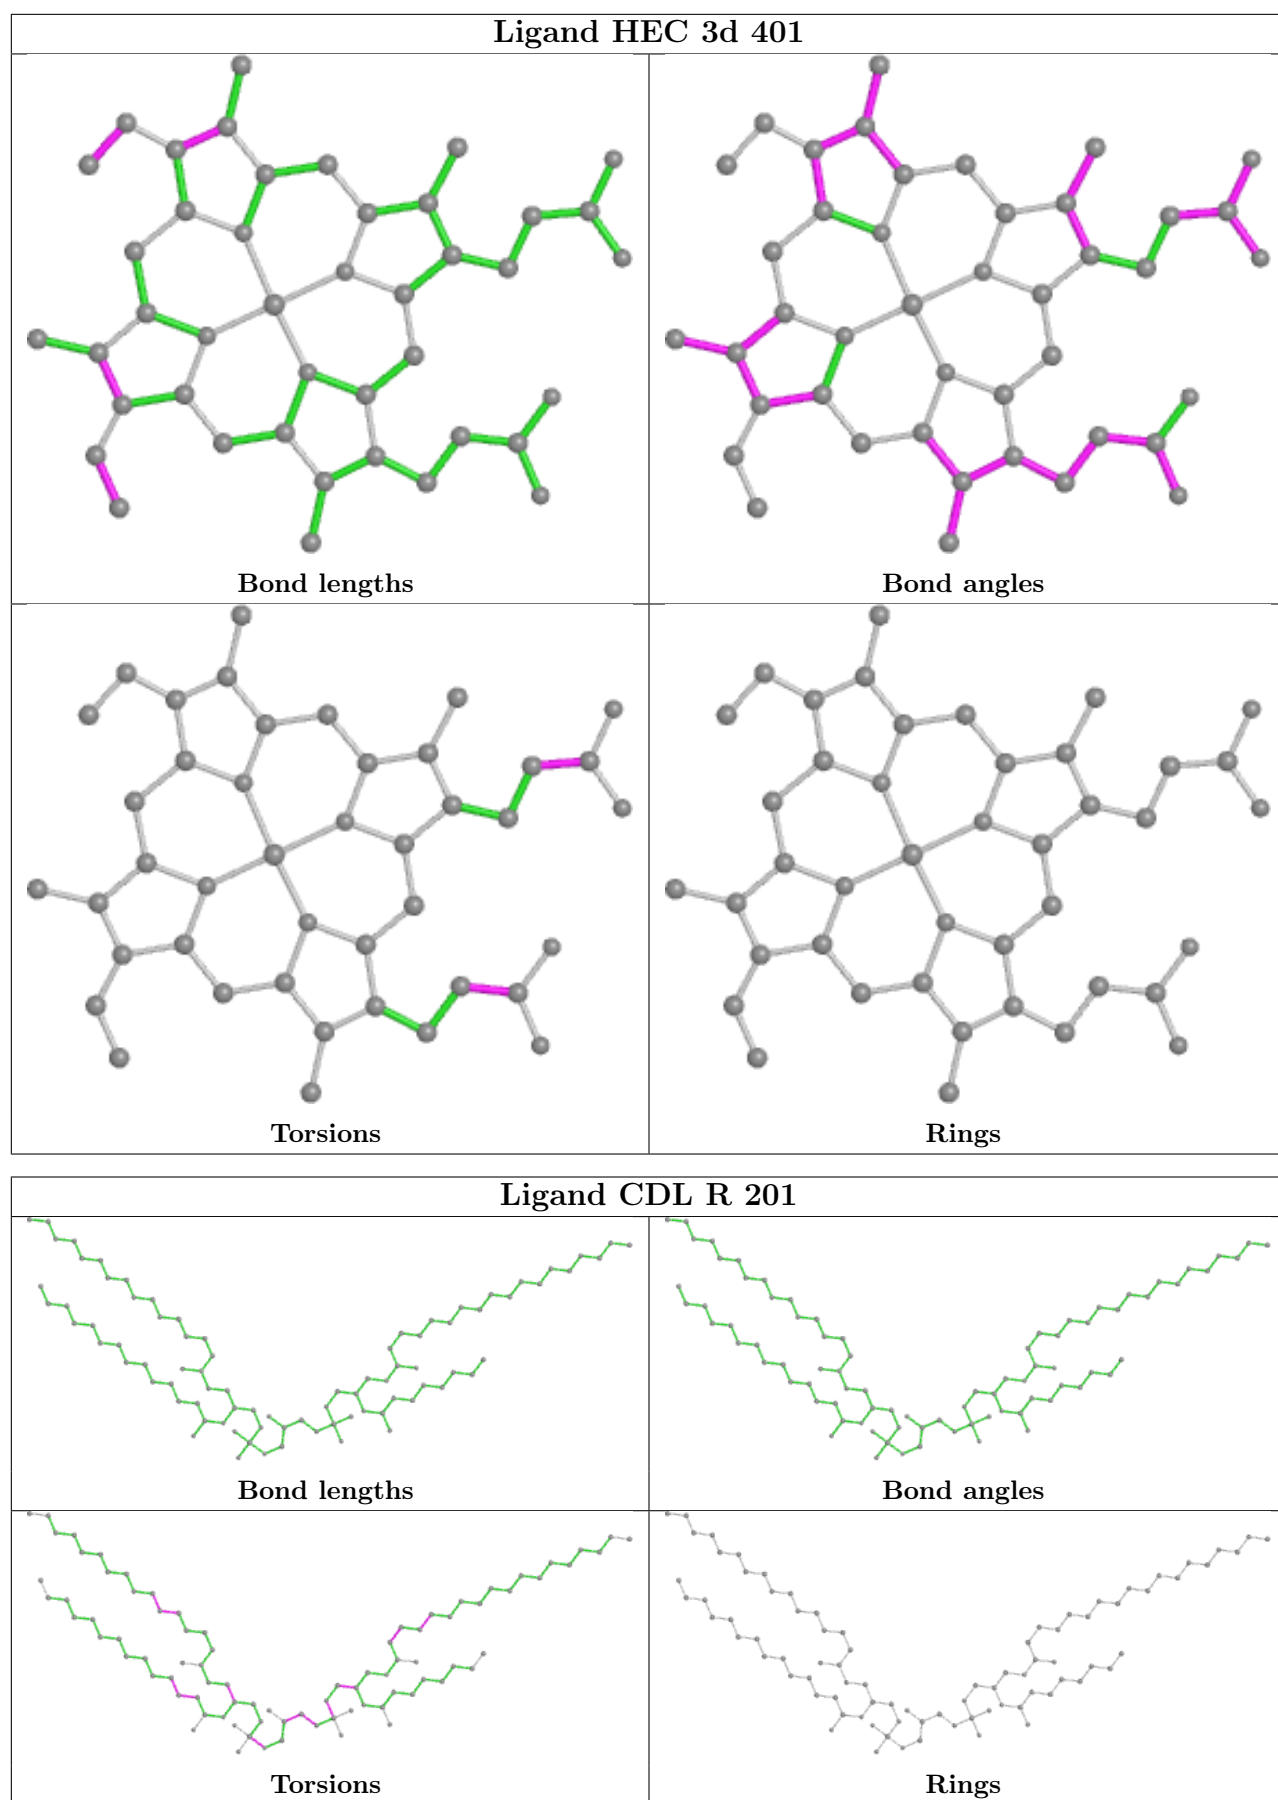 Ligand HEC 3d 401
Bond lengths
Bond angles
Torsions
Rings
Ligand CDL R 201
Bond lengths
Bond angles
Torsions
Rings